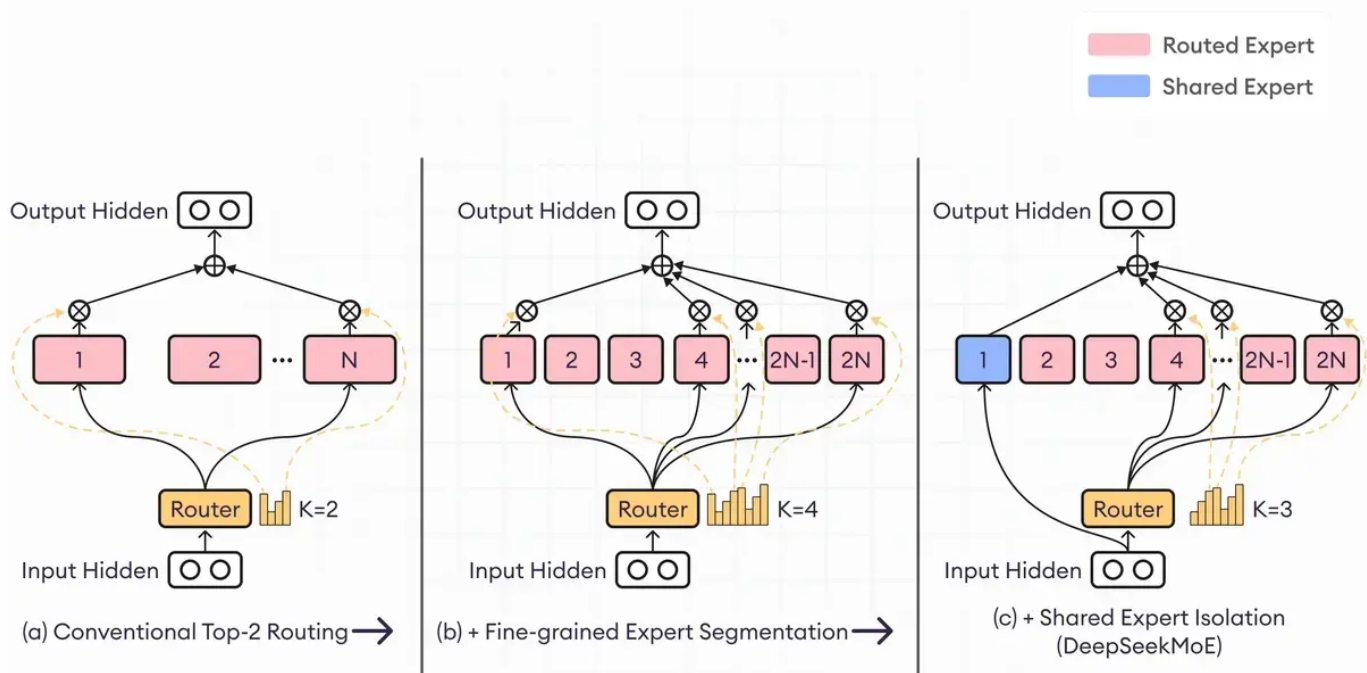 Routed Expert
Shared Expert
Output Hidden
1
2
...
N
Router
K=2
Input Hidden
(a) Conventional Top-2 Routing
Output Hidden
1
2
3
4
...
2N-1
2N
Router
K=4
Input Hidden
(b) + Fine-grained Expert Segmentation
Output Hidden
1
2
3
4
...
2N-1
2N
Router
K=3
Input Hidden
(c) + Shared Expert Isolation
(DeepSeekMoE)